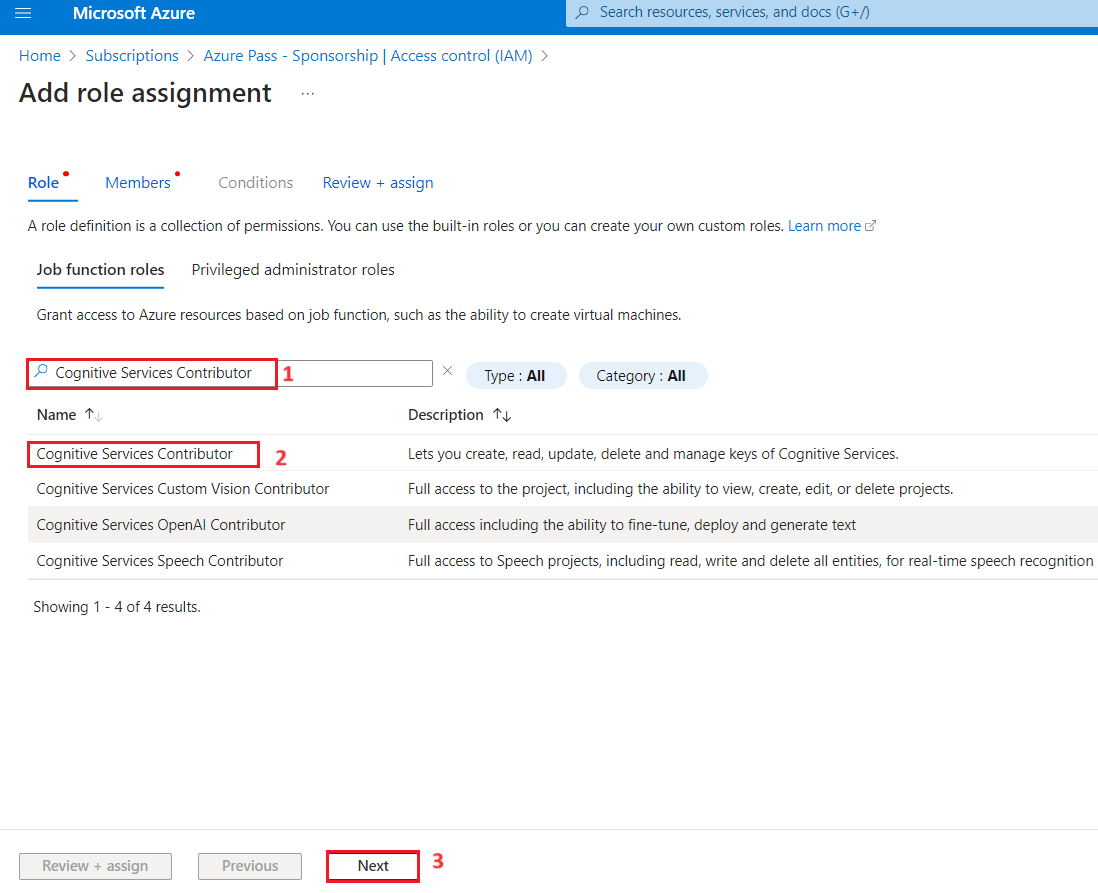 Microsoft Azure
Search resources, services, and docs (G+/)
Home > Subscriptions > Azure Pass - Sponsorship | Access control (IAM) >
Add role assignment ...
Role Members Conditions Review + assign
A role definition is a collection of permissions. You can use the built-in roles or you can create your own custom roles. Learn more
Job function roles Privileged administrator roles
Grant access to Azure resources based on job function, such as the ability to create virtual machines.
Cognitive Services Contributor 1 Type : All Category : All
Name ↑↓ Description ↑↓
Cognitive Services Contributor 2 Lets you create, read, update, delete and manage keys of Cognitive Services.
Cognitive Services Custom Vision Contributor Full access to the project, including the ability to view, create, edit, or delete projects.
Cognitive Services OpenAI Contributor Full access including the ability to fine-tune, deploy and generate text
Cognitive Services Speech Contributor Full access to Speech projects, including read, write and delete all entities, for real-time speech recognition
Showing 1 - 4 of 4 results.
Review + assign Previous Next 3